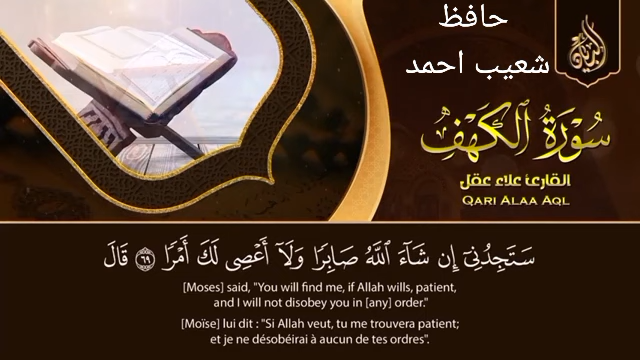 حافظ
شعيب احمد
سُورَةُ الكَهْفِ
القارئ علاء عقل
QARI ALAA AQL
سَتَجِدُنِىٓ إِن شَآءَ ٱللَّهُ صَابِرًا وَلَآ أَعْصِى لَكَ أَمْرًا ٦٩ قَالَ
[Moses] said, "You will find me, if Allah wills, patient,
and I will not disobey you in [any] order."
[Moïse] lui dit : "Si Allah veut, tu me trouvera patient;
et je ne désobéirai à aucun de tes ordres".